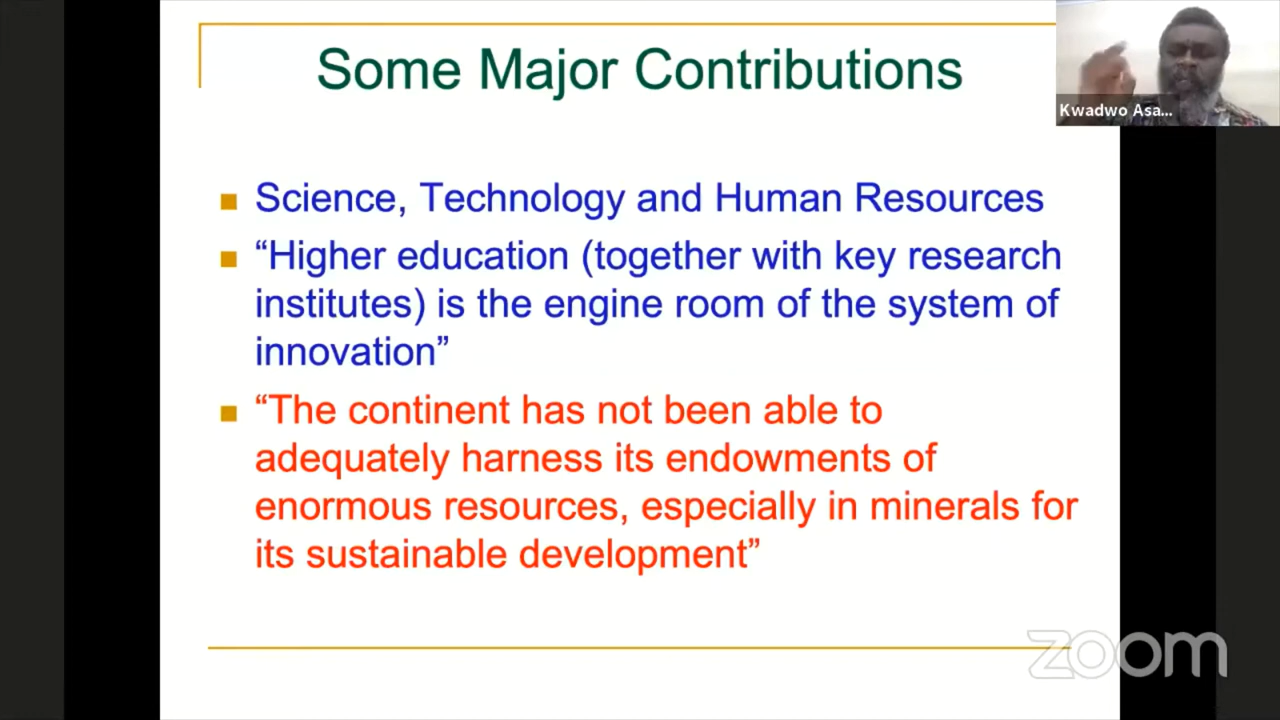 Some Major Contributions
Kwadwo Asa...
Science, Technology and Human Resources
“Higher education (together with key research
institutes) is the engine room of the system of
innovation”
“The continent has not been able to
adequately harness its endowments of
enormous resources, especially in minerals for
its sustainable development”
zoom